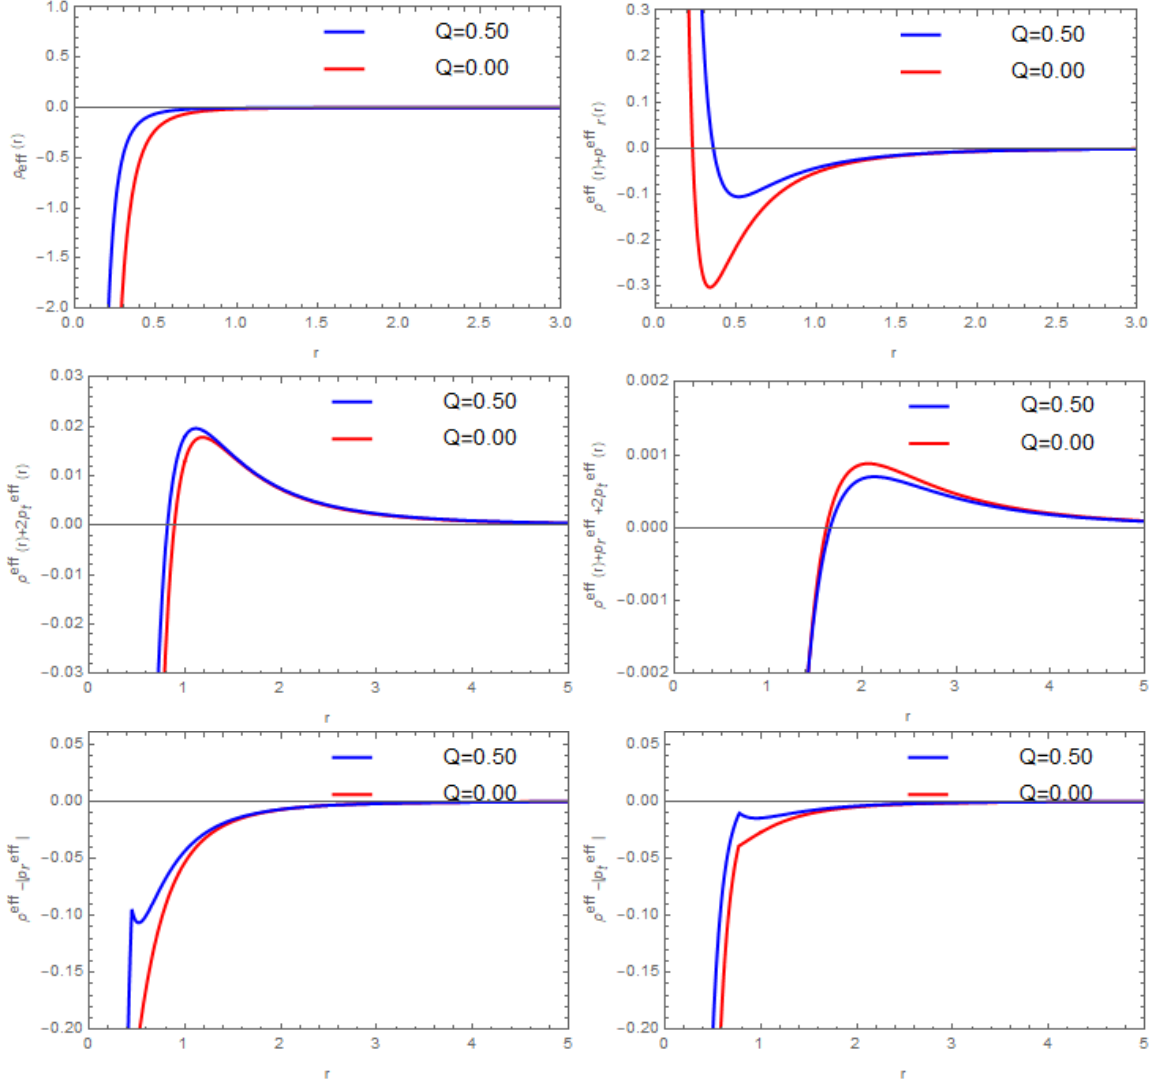 Q=0.50
Q=0.00
1.0
0.5
0.0
−0.5
−1.0
−1.5
−2.0
0.0 0.5 1.0 1.5 2.0 2.5 3.0
r
ρeff (r)
Q=0.50
Q=0.00
0.3
0.2
0.1
0.0
−0.1
−0.2
−0.3
0.0 0.5 1.0 1.5 2.0 2.5 3.0
r
ρ^eff (r)+p^eff r(r)
Q=0.50
Q=0.00
0.03
0.02
0.01
0.00
−0.01
−0.02
−0.03
0 1 2 3 4 5
r
ρ^eff (r)+2pt^eff (r)
Q=0.50
Q=0.00
0.002
0.001
0.000
−0.001
−0.002
0 1 2 3 4 5
r
ρ^eff (r)+pr^eff +2pt^eff (r)
Q=0.50
Q=0.00
0.05
0.00
−0.05
−0.10
−0.15
−0.20
0 1 2 3 4 5
r
ρ^eff −|pr^eff |
Q=0.50
Q=0.00
0.05
0.00
−0.05
−0.10
−0.15
−0.20
0 1 2 3 4 5
r
ρ^eff −|pt^eff |